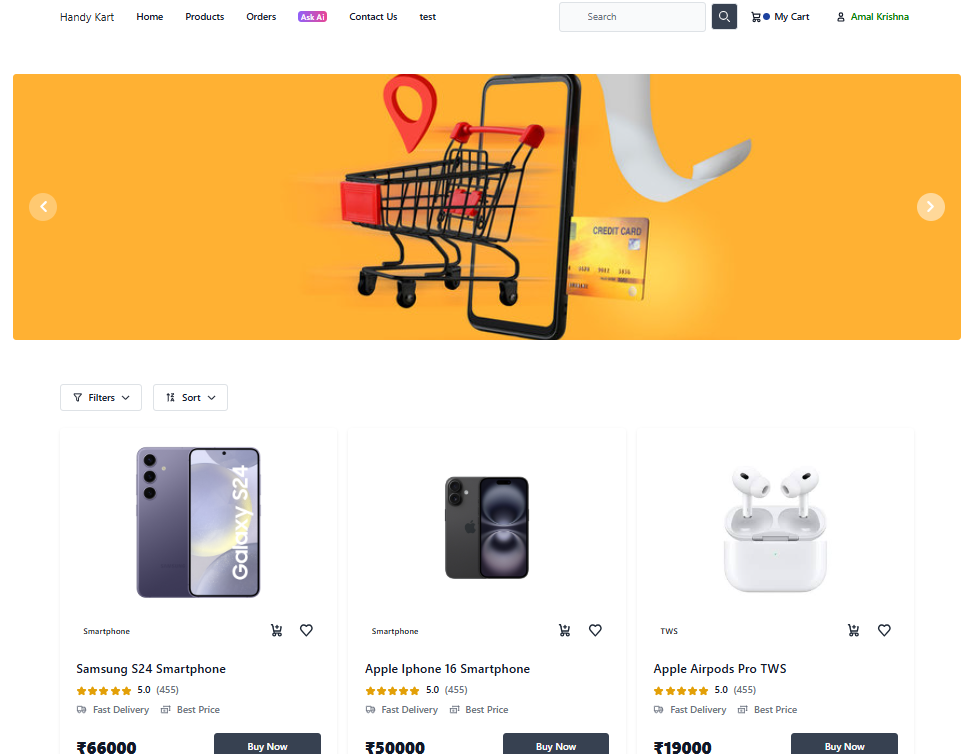 Handy Kart Home Products Orders Ask Ai Contact Us test Search My Cart Amal Krishna
CREDIT CARD
Filters Sort
Galaxy S24
Smartphone Smartphone TWS
Samsung S24 Smartphone Apple Iphone 16 Smartphone Apple Airpods Pro TWS
5.0 (455) 5.0 (455) 5.0 (455)
Fast Delivery Best Price Fast Delivery Best Price Fast Delivery Best Price
₹66000 Buy Now ₹50000 Buy Now ₹19000 Buy Now